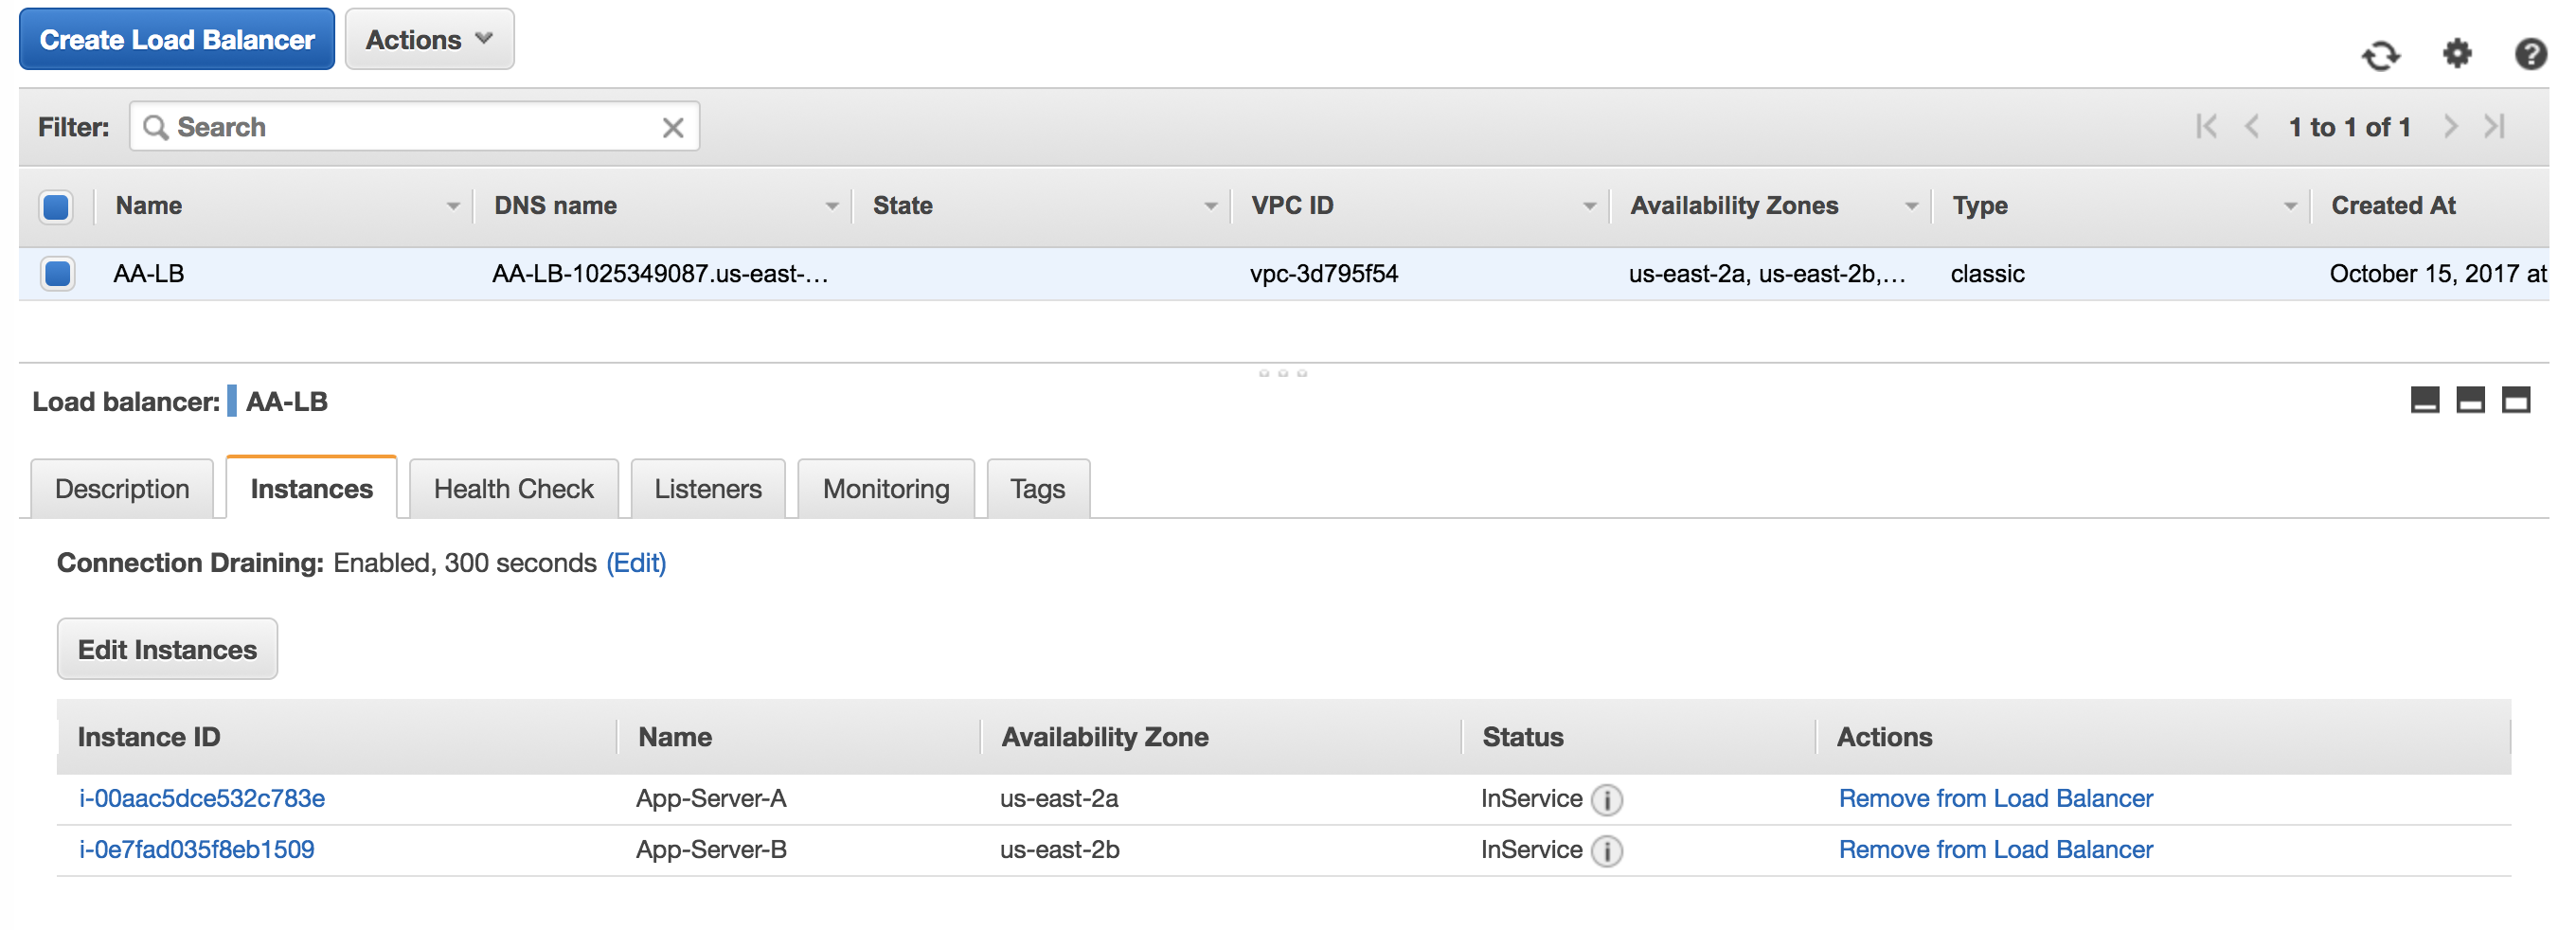 Create Load Balancer Actions
Filter: Search 1 to 1 of 1
Name DNS name State VPC ID Availability Zones Type Created At
AA-LB AA-LB-1025349087.us-east-... vpc-3d795f54 us-east-2a, us-east-2b,... classic October 15, 2017 at
Load balancer: AA-LB
Description Instances Health Check Listeners Monitoring Tags
Connection Draining: Enabled, 300 seconds (Edit)
Edit Instances
Instance ID Name Availability Zone Status Actions
i-00aac5dce532c783e App-Server-A us-east-2a InService Remove from Load Balancer
i-0e7fad035f8eb1509 App-Server-B us-east-2b InService Remove from Load Balancer